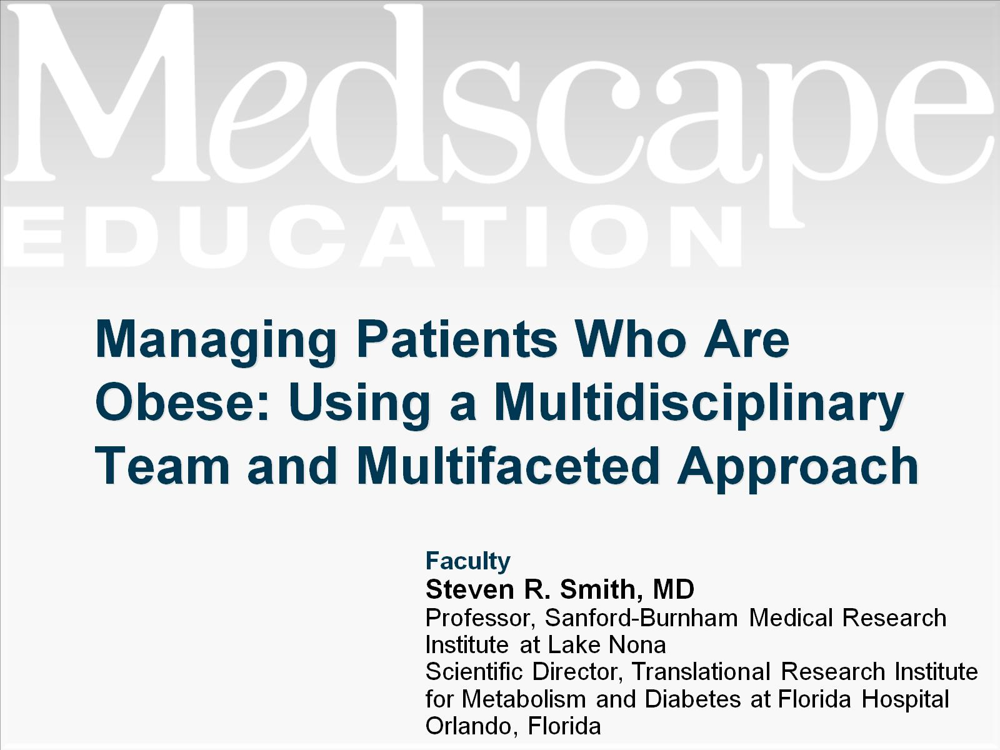 Medscape
EDUCATION
Managing Patients Who Are
Obese: Using a Multidisciplinary
Team and Multifaceted Approach
Faculty
Steven R. Smith, MD
Professor, Sanford-Burnham Medical Research
Institute at Lake Nona
Scientific Director, Translational Research Institute
for Metabolism and Diabetes at Florida Hospital
Orlando, Florida